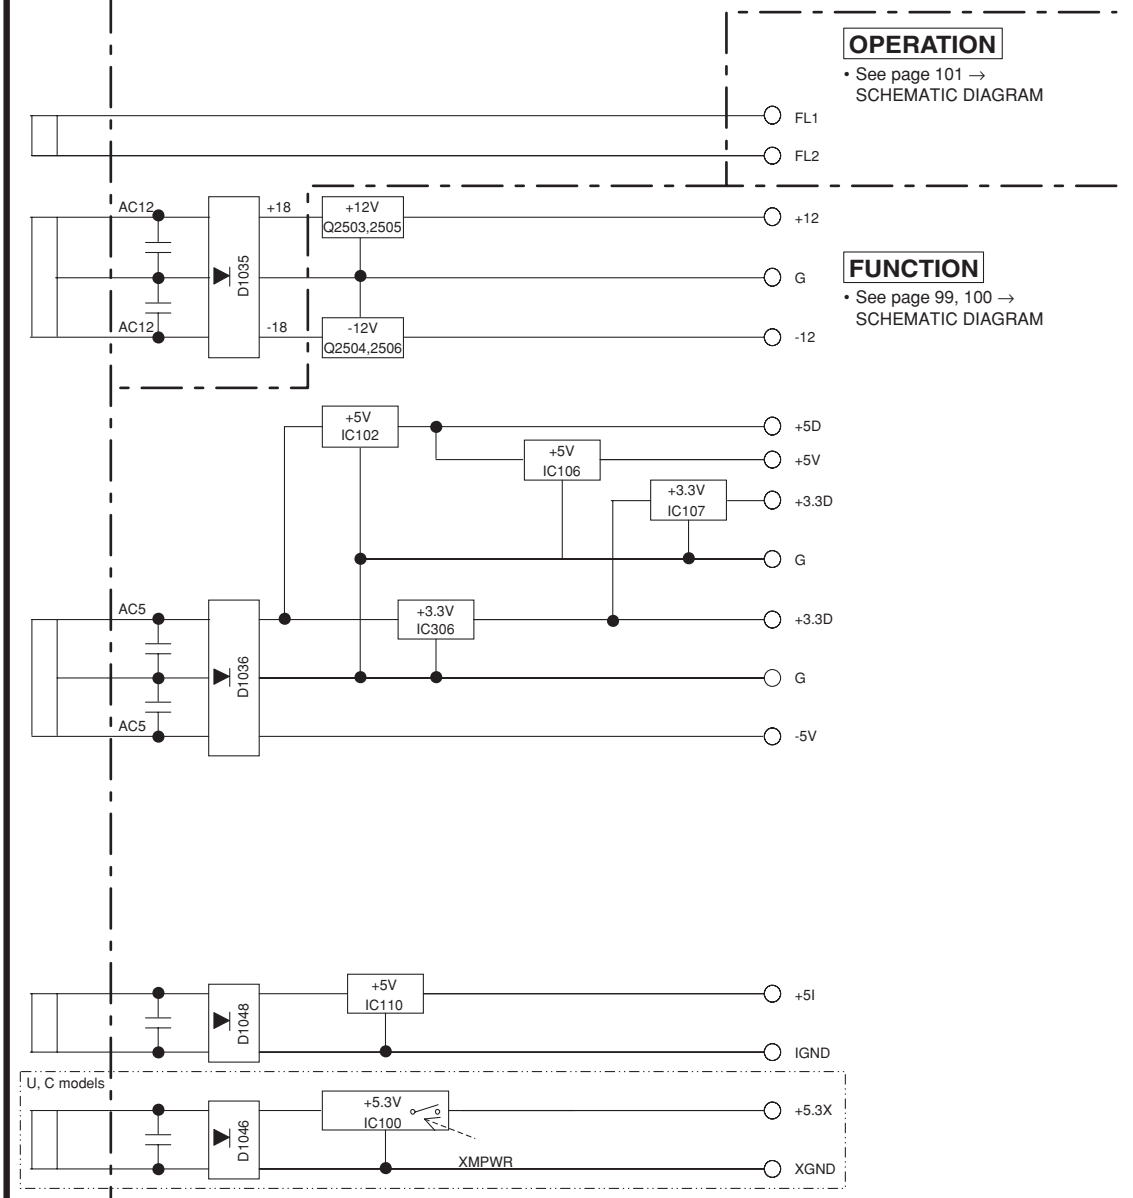 OPERATION
• See page 101 →
SCHEMATIC DIAGRAM
FL1
FL2
AC12
+18
+12V
Q2503,2505
+12
D1035
G
FUNCTION
• See page 99, 100 →
SCHEMATIC DIAGRAM
AC12
-18
-12V
Q2504,2506
-12
+5V
IC102
+5D
+5V
IC106
+5V
+3.3V
IC107
+3.3D
G
AC5
+3.3V
IC306
+3.3D
D1036
G
AC5
-5V
+5V
IC110
+5I
D1048
IGND
U, C models
+5.3V
IC100
+5.3X
D1046
XMPWR
XGND